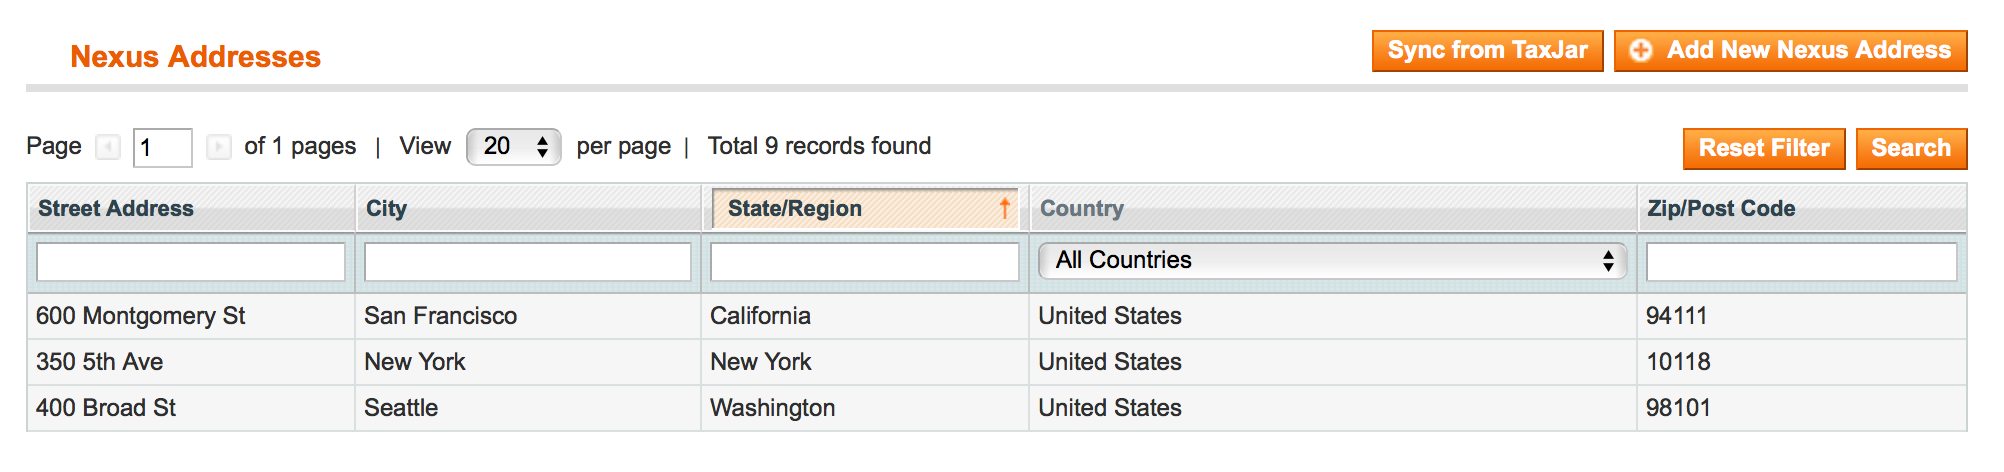 Nexus Addresses Sync from TaxJar Add New Nexus Address
Page 1 of 1 pages | View 20 per page | Total 9 records found Reset Filter Search
Street Address City State/Region Country Zip/Post Code
All Countries
600 Montgomery St San Francisco California United States 94111
350 5th Ave New York New York United States 10118
400 Broad St Seattle Washington United States 98101